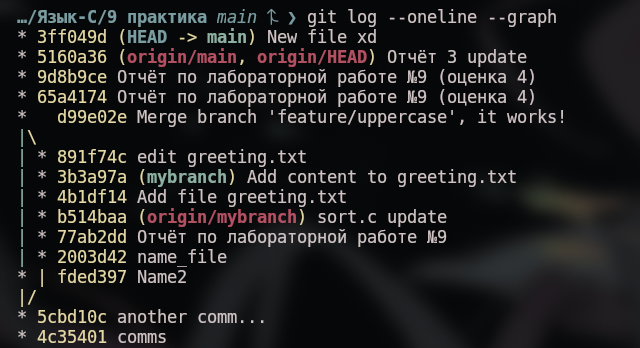 …/Язык-С/9 практика main ❯ git log --oneline --graph
* 3ff049d (HEAD -> main) New file xd
* 5160a36 (origin/main, origin/HEAD) Отчёт 3 update
* 9d8b9ce Отчёт по лабораторной работе №9 (оценка 4)
* 65a4174 Отчёт по лабораторной работе №9 (оценка 4)
*   d99e02e Merge branch 'feature/uppercase', it works!
|\
| * 891f74c edit greeting.txt
| * 3b3a97a (mybranch) Add content to greeting.txt
| * 4b1df14 Add file greeting.txt
| * b514baa (origin/mybranch) sort.c update
| * 77ab2dd Отчёт по лабораторной работе №9
| * 2003d42 name_file
* | fded397 Name2
|/
* 5cbd10c another comm...
* 4c35401 comms